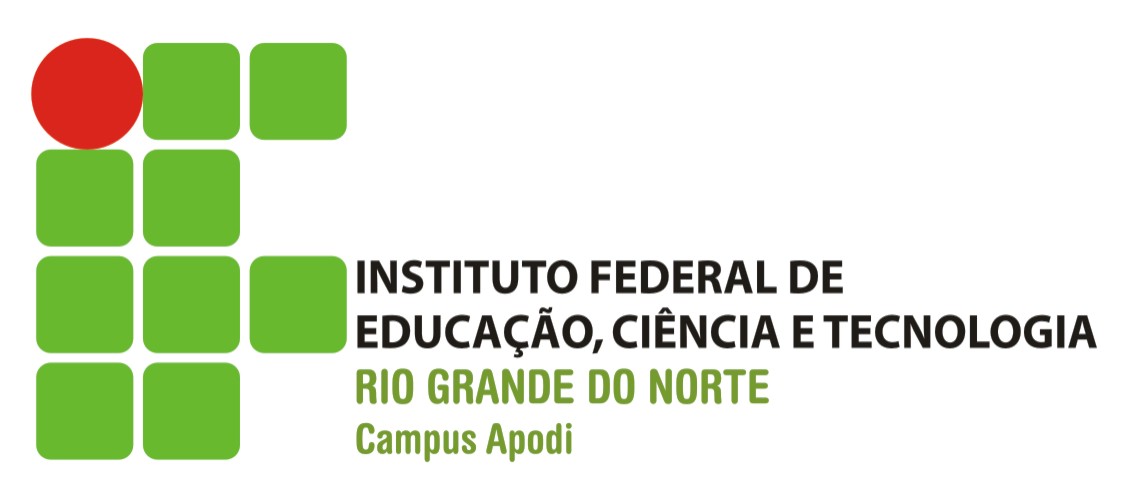 INSTITUTO FEDERAL DE
EDUCAÇÃO, CIÊNCIA E TECNOLOGIA
RIO GRANDE DO NORTE
Campus Apodi